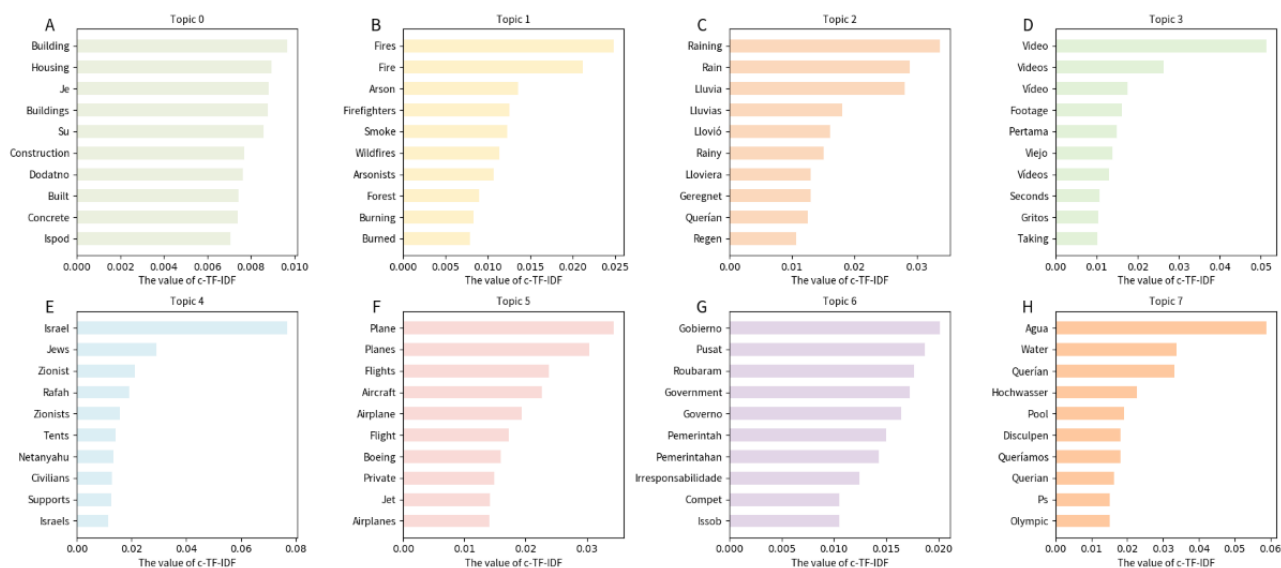 A Topic 0
Building
Housing
Je
Buildings
Su
Construction
Dodatno
Built
Concrete
Ispod
0.000 0.002 0.004 0.006 0.008 0.010
The value of c-TF-IDF
B Topic 1
Fires
Fire
Arson
Firefighters
Smoke
Wildfires
Arsonists
Forest
Burning
Burned
0.000 0.005 0.010 0.015 0.020 0.025
The value of c-TF-IDF
C Topic 2
Raining
Rain
Lluvia
Lluvias
Llovió
Rainy
Lloviera
Geregnet
Querían
Regen
0.00 0.01 0.02 0.03
The value of c-TF-IDF
D Topic 3
Video
Videos
Vídeo
Footage
Pertama
Viejo
Vídeos
Seconds
Gritos
Taking
0.00 0.01 0.02 0.03 0.04 0.05
The value of c-TF-IDF
E Topic 4
Israel
Jews
Zionist
Rafah
Zionists
Tents
Netanyahu
Civilians
Supports
Israels
0.00 0.02 0.04 0.06 0.08
The value of c-TF-IDF
F Topic 5
Plane
Planes
Flights
Aircraft
Airplane
Flight
Boeing
Private
Jet
Airplanes
0.00 0.01 0.02 0.03
The value of c-TF-IDF
G Topic 6
Gobierno
Pusat
Roubaram
Government
Governo
Pemerintah
Pemerintahan
Irresponsabilidade
Compet
Issob
0.000 0.005 0.010 0.015 0.020
The value of c-TF-IDF
H Topic 7
Agua
Water
Querían
Hochwasser
Pool
Disculpen
Queríamos
Querian
Ps
Olympic
0.00 0.01 0.02 0.03 0.04 0.05 0.06
The value of c-TF-IDF